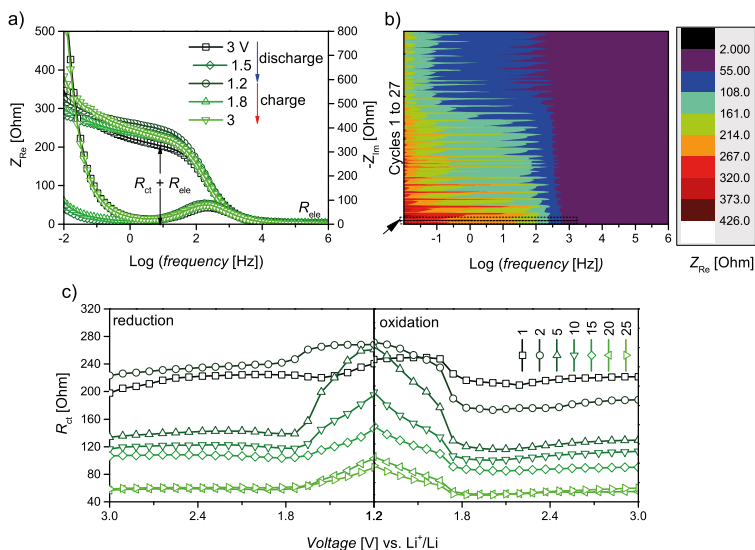 a)
500
400
300
200
100
0
Z_Re [Ohm]
3 V
1.5
1.2
1.8
3
discharge
charge
R_ct + R_ele
R_ele
800
700
600
500
400
300
200
100
0
-Z_Im [Ohm]
-2 0 2 4 6
Log (frequency [Hz])
b)
Cycles 1 to 27
-1 0 1 2 3 4 5 6
Log (frequency [Hz])
2.000
55.00
108.0
161.0
214.0
267.0
320.0
373.0
426.0
Z_Re [Ohm]
c)
320
280
240
200
160
120
80
40
R_ct [Ohm]
reduction
oxidation
1 2 5 10 15 20 25
3.0 2.4 1.8 1.2 1.8 2.4 3.0
Voltage [V] vs. Li⁺/Li